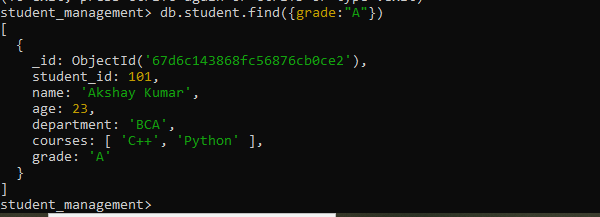 student_management> db.student.find({grade:"A"})
[
  {
    _id: ObjectId('67d6c143868fc56876cb0ce2'),
    student_id: 101,
    name: 'Akshay Kumar',
    age: 23,
    department: 'BCA',
    courses: [ 'C++', 'Python' ],
    grade: 'A'
  }
]
student_management>